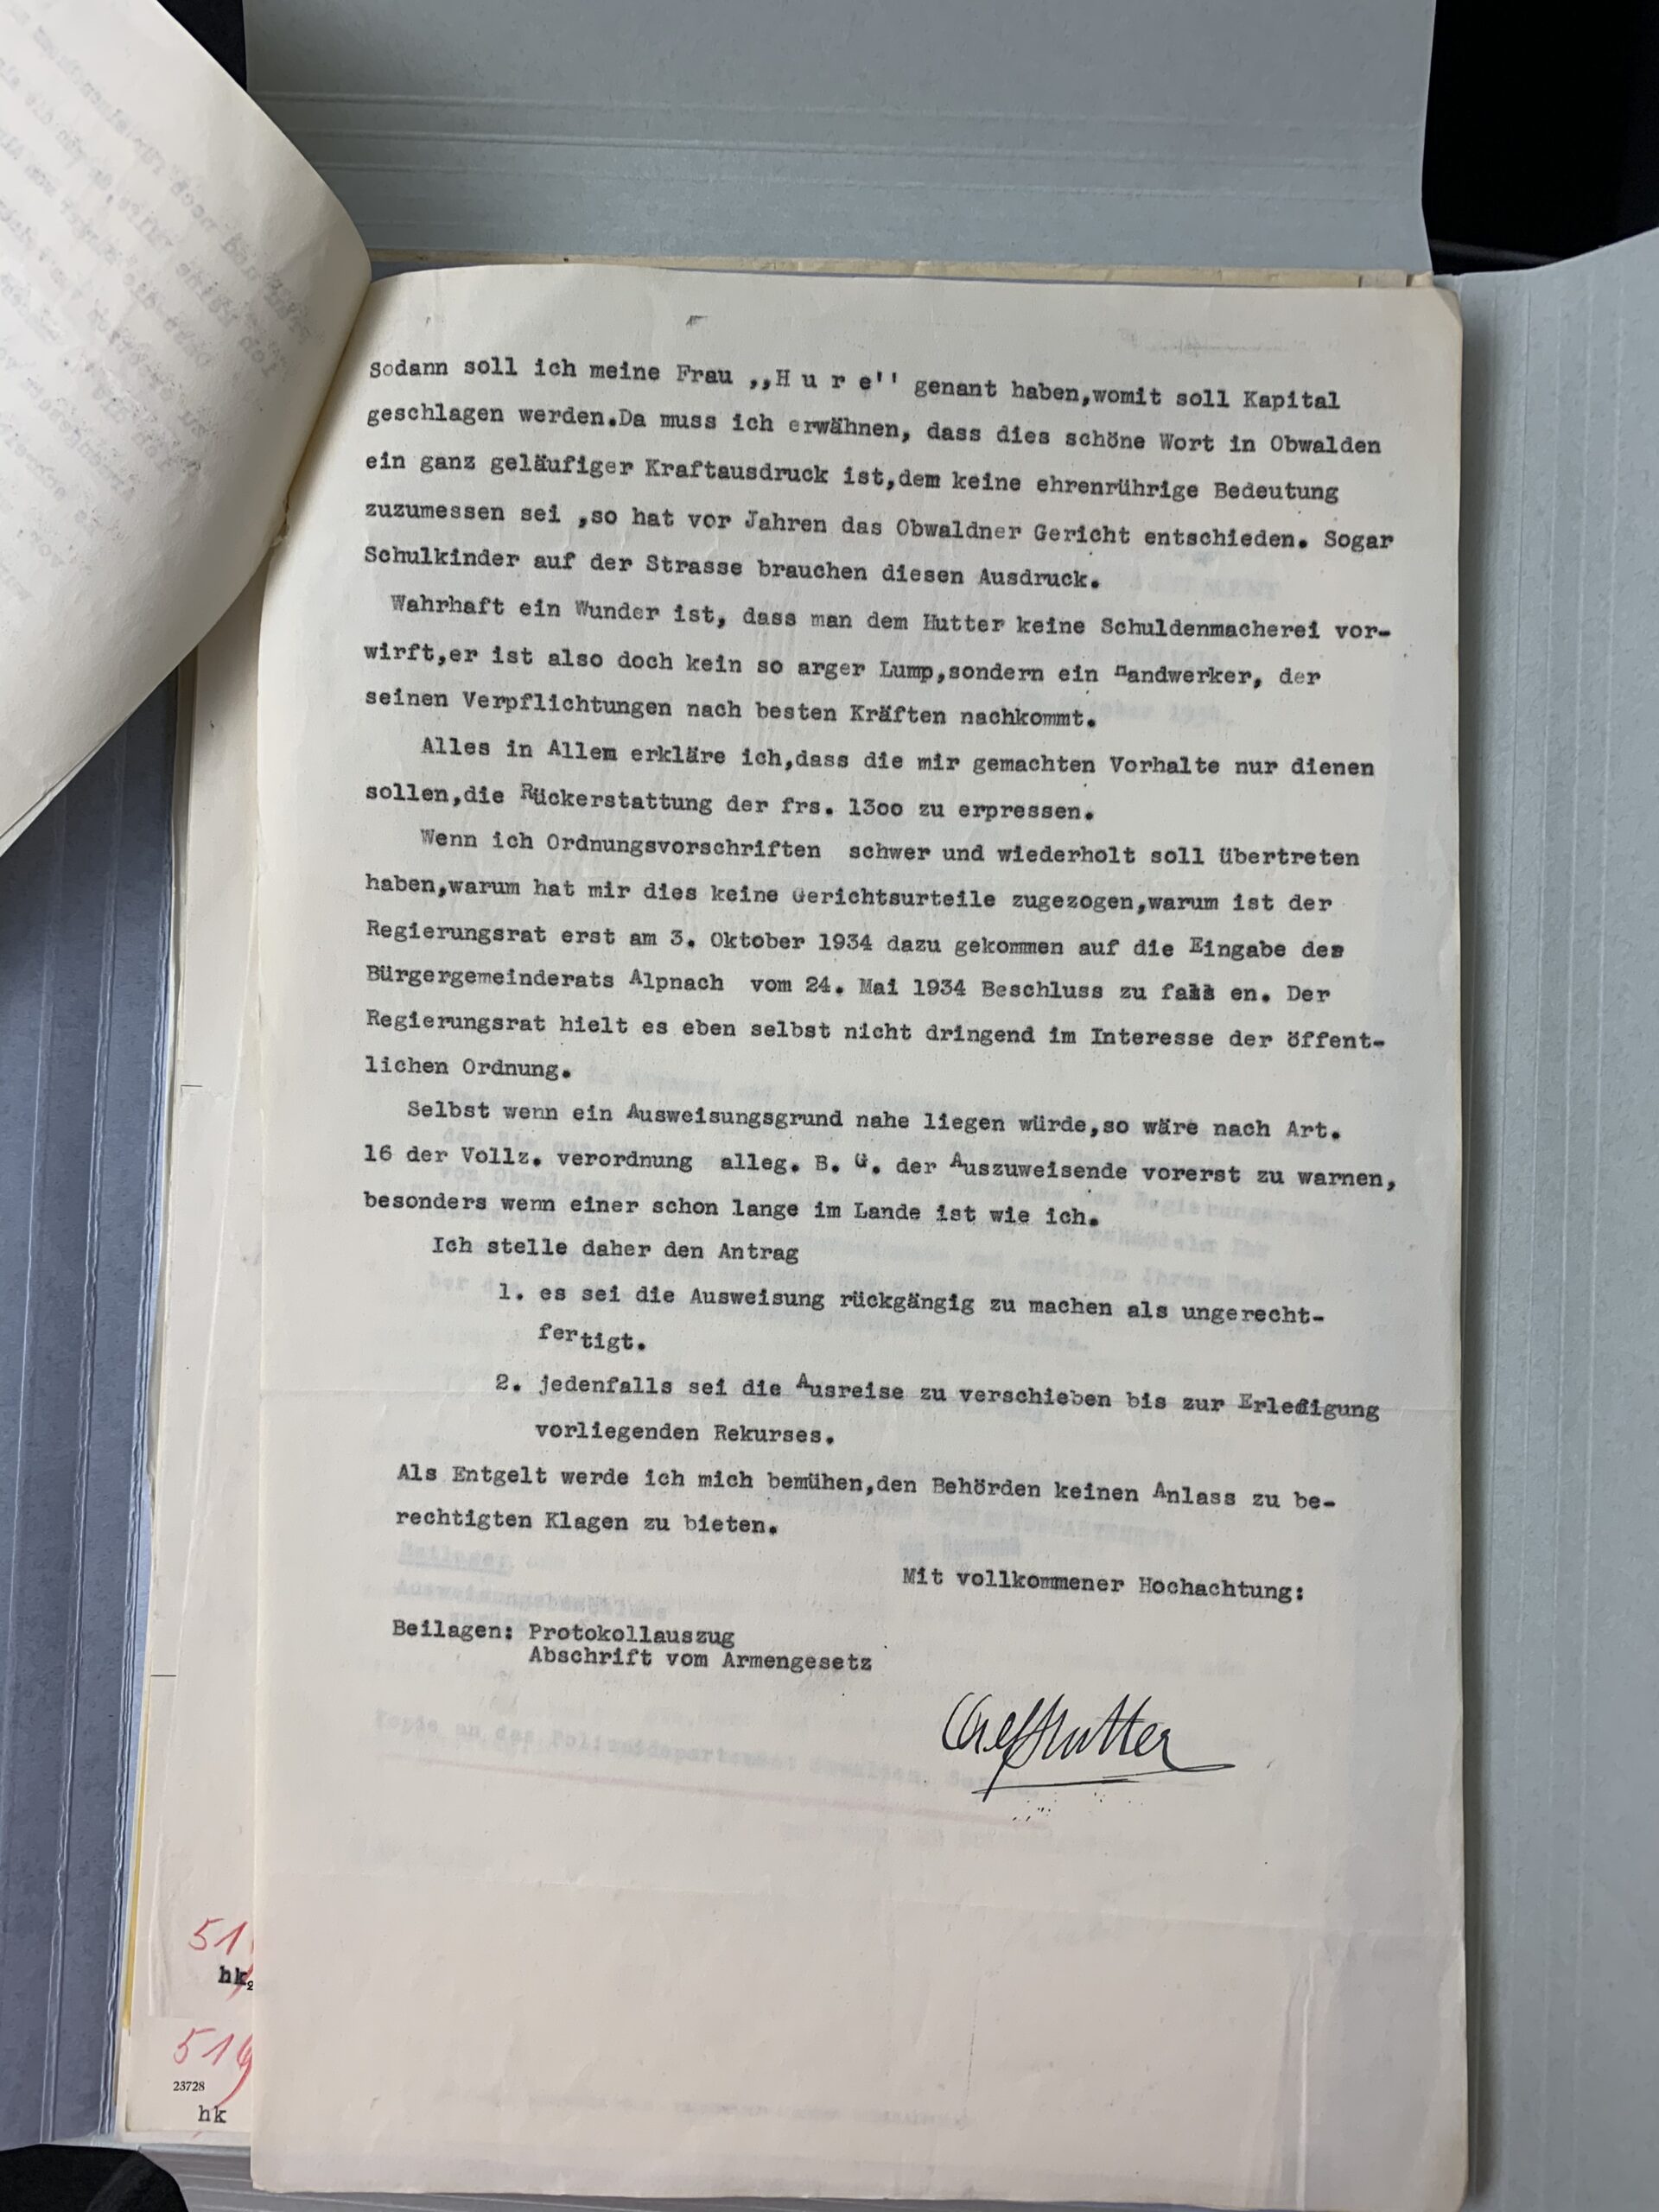 Sodann soll ich meine Frau ,,H u r e'' genant haben,womit soll Kapital
geschlagen werden.Da muss ich erwähnen, dass dies schöne Wort in Obwalden
ein ganz geläufiger Kraftausdruck ist,dem keine ehrenrührige Bedeutung
zuzumessen sei ,so hat vor Jahren das Obwaldner Gericht entschieden. Sogar
Schulkinder auf der Strasse brauchen diesen Ausdruck.
Wahrhaft ein Wunder ist, dass man dem Hutter keine Schuldenmacherei vor-
wirft,er ist also doch kein so arger Lump,sondern ein Handwerker, der
seinen Verpflichtungen nach besten Kräften nachkommt.
Alles in Allem erkläre ich,dass die mir gemachten Vorhalte nur dienen
sollen,die Rückerstattung der frs. 13oo zu erpressen.
Wenn ich Ordnungsvorschriften schwer und wiederholt soll übertreten
haben,warum hat mir dies keine Gerichtsurteile zugezogen,warum ist der
Regierungsrat erst am 3. Oktober 1934 dazu gekommen auf die Eingabe des
Bürgergemeinderats Alpnach vom 24. Mai 1934 Beschluss zu fass en. Der
Regierungsrat hielt es eben selbst nicht dringend im Interesse der öffent-
lichen Ordnung.
Selbst wenn ein Ausweisungsgrund nahe liegen würde,so wäre nach Art.
16 der Vollz. verordnung alleg. B. G. der Auszuweisende vorerst zu warnen,
besonders wenn einer schon lange im Lande ist wie ich.
Ich stelle daher den Antrag
1. es sei die Ausweisung rückgängig zu machen als ungerecht-
fertigt.
2. jedenfalls sei die Ausreise zu verschieben bis zur Erledigung
vorliegenden Rekurses.
Als Entgelt werde ich mich bemühen,den Behörden keinen Anlass zu be-
rechtigten Klagen zu bieten.
Mit vollkommener Hochachtung:
Beilagen: Protokollauszug
Abschrift vom Armengesetz
Hutter
51
hk
51
23728
hk